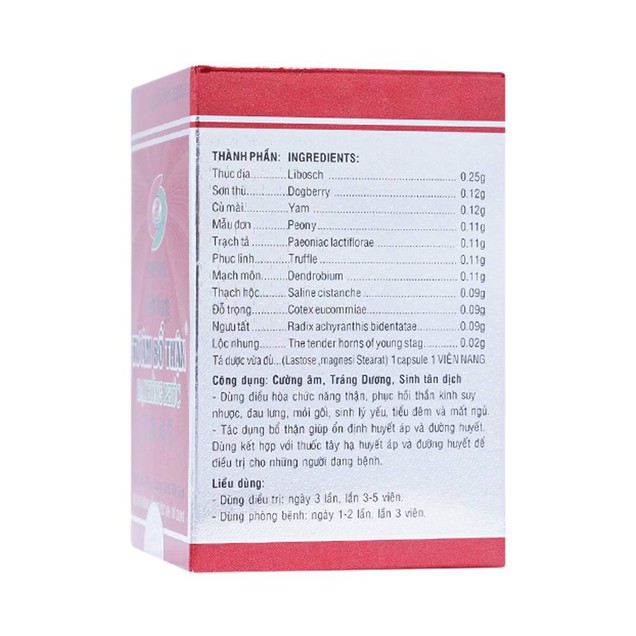 THÀNH PHẦN: INGREDIENTS:
Thục địa..........Libosch ........................................ 0.25g
Sơn thù...........Dogberry .................................... 0.12g
Củ mài............Yam ............................................ 0.12g
Mẫu đơn .........Peony.......................................... 0.11g
Trạch tả ..........Paeoniac lactiflorae ..................... 0.11g
Phục linh.........Truffle ........................................ 0.11g
Mạch môn.......Dendrobium ................................ 0.11g
Thạch hộc.......Saline cistanche ........................ 0.09g
Đỗ trọng .........Cotex eucommiae ....................... 0.09g
Ngưu tất .........Radix achyranthis bidentatae ..... 0.09g
Lộc nhung ......The tender horns of young stag ... 0.02g
Tá dược vừa đủ...(Lastose ,magnesi Stearat) 1capsule 1 VIÊN NANG
Công dụng: Cường âm, Tráng Dương, Sinh tân dịch
- Dùng điều hòa chức năng thận, phục hồi thần kinh suy
nhược, đau lưng, mỏi gối, sinh lý yếu, tiểu đêm và mất ngủ.
- Tác dụng bổ thận giúp ổn định huyết áp và đường huyết.
Dùng kết hợp với thuốc tây hạ huyết áp và đường huyết để
điều trị cho những người đang bệnh.
Liều dùng:
- Dùng điều trị: ngày 3 lần, lần 3-5 viên.
- Dùng phòng bệnh: ngày 1-2 lần, lần 3 viên.
ÂM BỔ THẬN